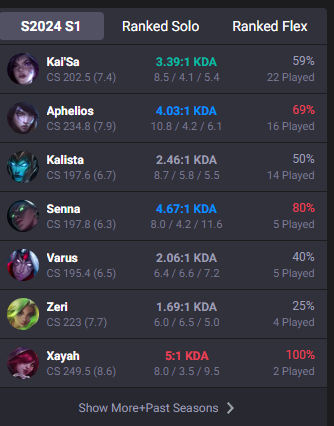 S2024 S1 Ranked Solo Ranked Flex
Kai'Sa 3.39:1 KDA 59%
CS 202.5 (7.4) 8.5 / 4.1 / 5.4 22 Played
Aphelios 4.03:1 KDA 69%
CS 234.8 (7.9) 10.8 / 4.2 / 6.1 16 Played
Kalista 2.46:1 KDA 50%
CS 197.6 (6.7) 8.7 / 5.8 / 5.5 14 Played
Senna 4.67:1 KDA 80%
CS 197.8 (6.3) 8.0 / 4.2 / 11.6 5 Played
Varus 2.06:1 KDA 40%
CS 195.4 (6.5) 6.4 / 6.6 / 7.2 5 Played
Zeri 1.69:1 KDA 25%
CS 223 (7.7) 6.0 / 6.5 / 5.0 4 Played
Xayah 5:1 KDA 100%
CS 249.5 (8.6) 8.0 / 3.5 / 9.5 2 Played
Show More+Past Seasons